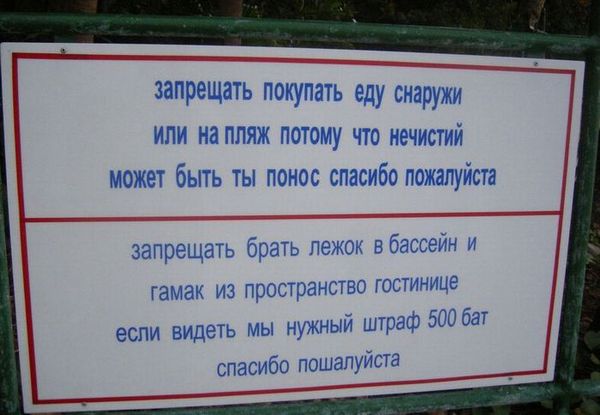 запрещать покупать еду снаружи
или на пляж потому что нечистий
может быть ты понос спасибо пожалуйста
запрещать брать лежок в бассейн и
гамак из пространство гостинице
если видеть мы нужный штраф 500 бат
спасибо пошалуйста